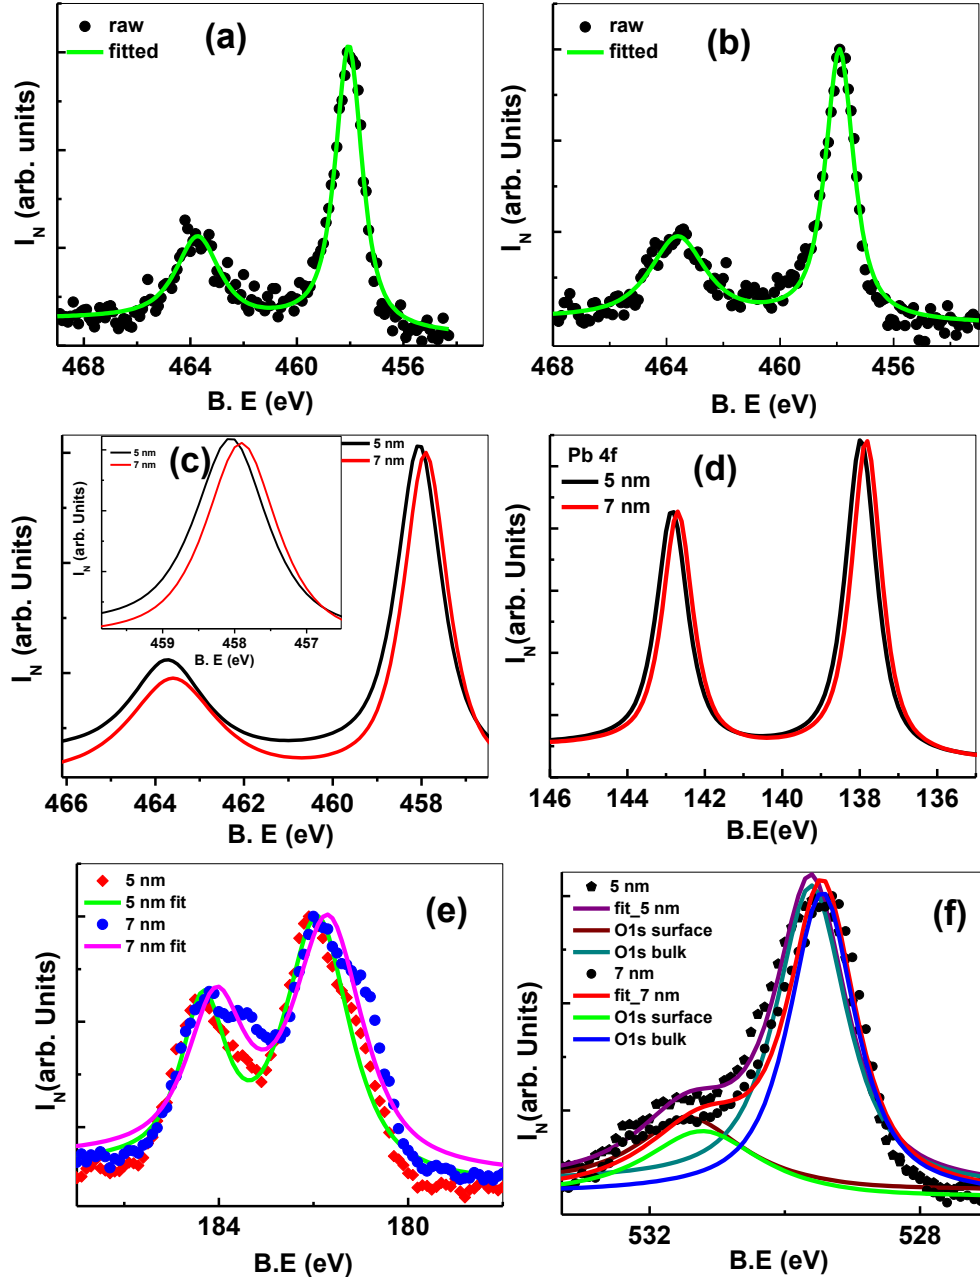 raw
fitted
(a)
I_N (arb. units)
468 464 460 456
B. E (eV)
raw
fitted
(b)
I_N (arb. Units)
468 464 460 456
B. E (eV)
(c)
5 nm
7 nm
I_N (arb. Units)
459 458 457
B. E (eV)
5 nm
7 nm
I_N (arb. Units)
466 464 462 460 458
B. E (eV)
Pb 4f
5 nm
7 nm
(d)
I_N(arb. Units)
146 144 142 140 138 136
B.E(eV)
5 nm
5 nm fit
7 nm
7 nm fit
(e)
I_N(arb. Units)
184 180
B.E(eV)
5 nm
fit_5 nm
O1s surface
O1s bulk
7 nm
fit_7 nm
O1s surface
O1s bulk
(f)
I_N(arb. Units)
532 528
B.E (eV)